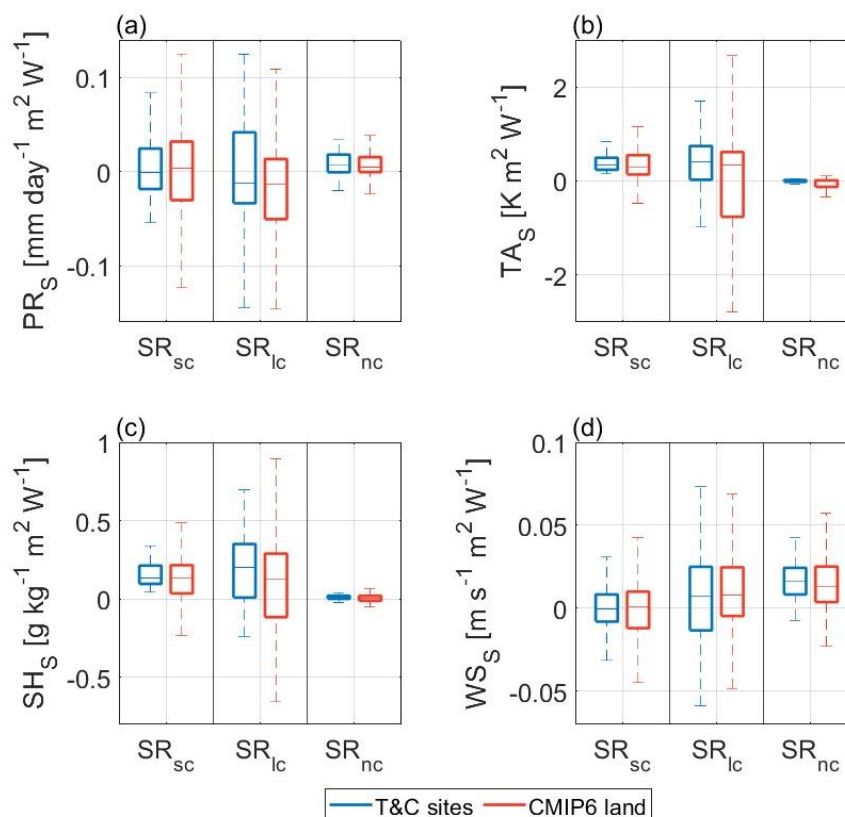 (a)
PR_S [mm day^-1 m^2 W^-1]
0.1
0
-0.1
SR_sc SR_lc SR_nc
(b)
TA_S [K m^2 W^-1]
2
0
-2
SR_sc SR_lc SR_nc
(c)
SH_S [g kg^-1 m^2 W^-1]
1
0.5
0
-0.5
SR_sc SR_lc SR_nc
(d)
WS_S [m s^-1 m^2 W^-1]
0.1
0.05
0
-0.05
SR_sc SR_lc SR_nc
T&C sites CMIP6 land